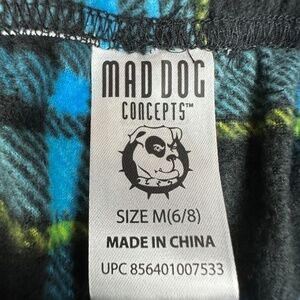 MAD DOG
CONCEPTS™
SIZE M(6/8)
MADE IN CHINA
UPC 856401007533